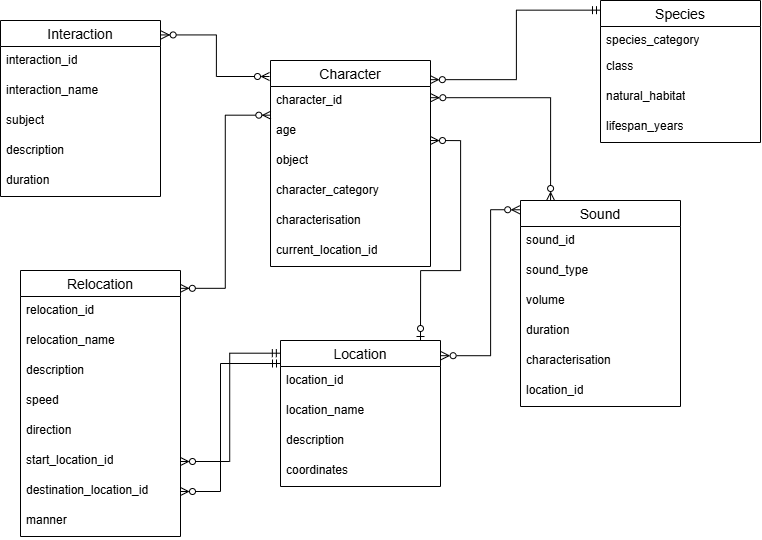 Interaction
interaction_id
interaction_name
subject
description
duration
Character
character_id
age
object
character_category
characterisation
current_location_id
Species
species_category
class
natural_habitat
lifespan_years
Sound
sound_id
sound_type
volume
duration
characterisation
location_id
Relocation
relocation_id
relocation_name
description
speed
direction
start_location_id
destination_location_id
manner
Location
location_id
location_name
description
coordinates